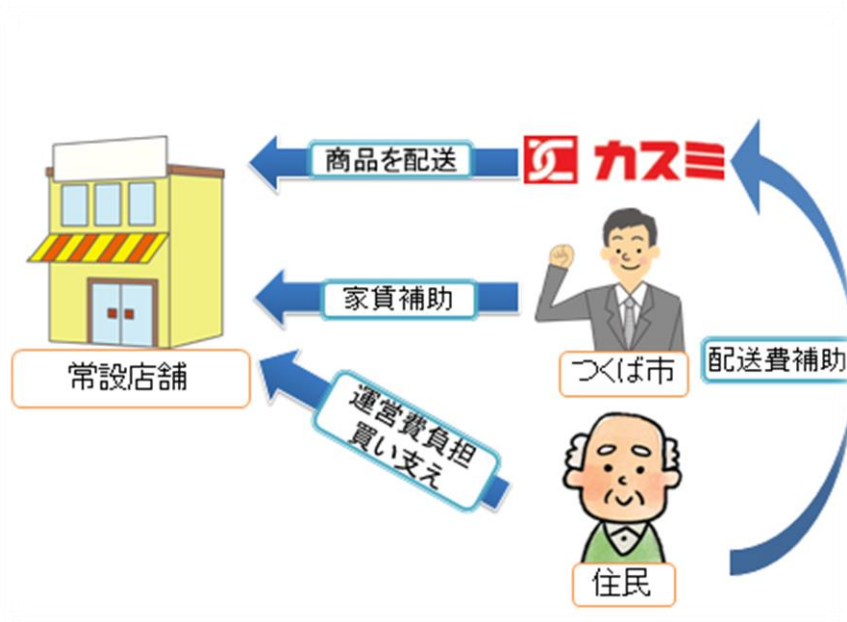 商品を配送
カスミ
家賃補助
常設店舗
つくば市
配送費補助
運営費負担
買い支え
住民